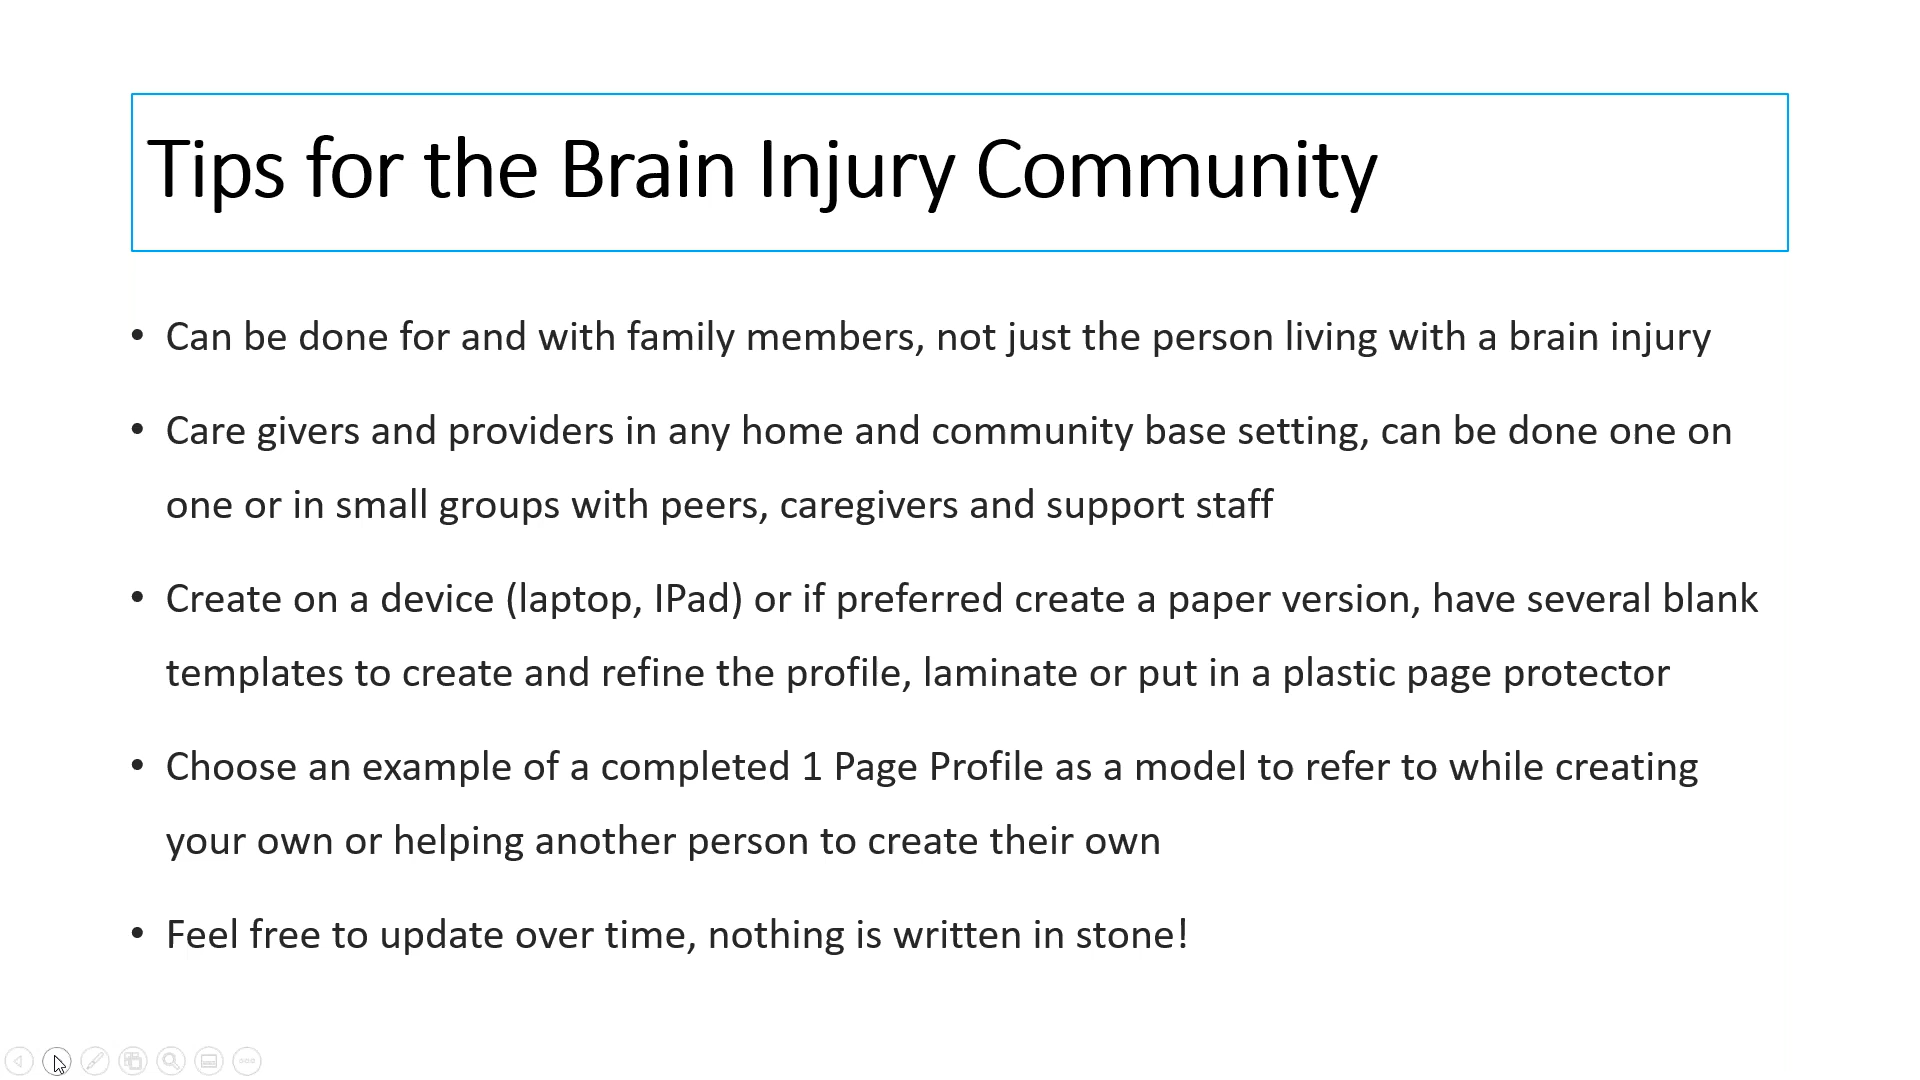 Tips for the Brain Injury Community
• Can be done for and with family members, not just the person living with a brain injury
• Care givers and providers in any home and community base setting, can be done one on
one or in small groups with peers, caregivers and support staff
• Create on a device (laptop, IPad) or if preferred create a paper version, have several blank
templates to create and refine the profile, laminate or put in a plastic page protector
• Choose an example of a completed 1 Page Profile as a model to refer to while creating
your own or helping another person to create their own
• Feel free to update over time, nothing is written in stone!